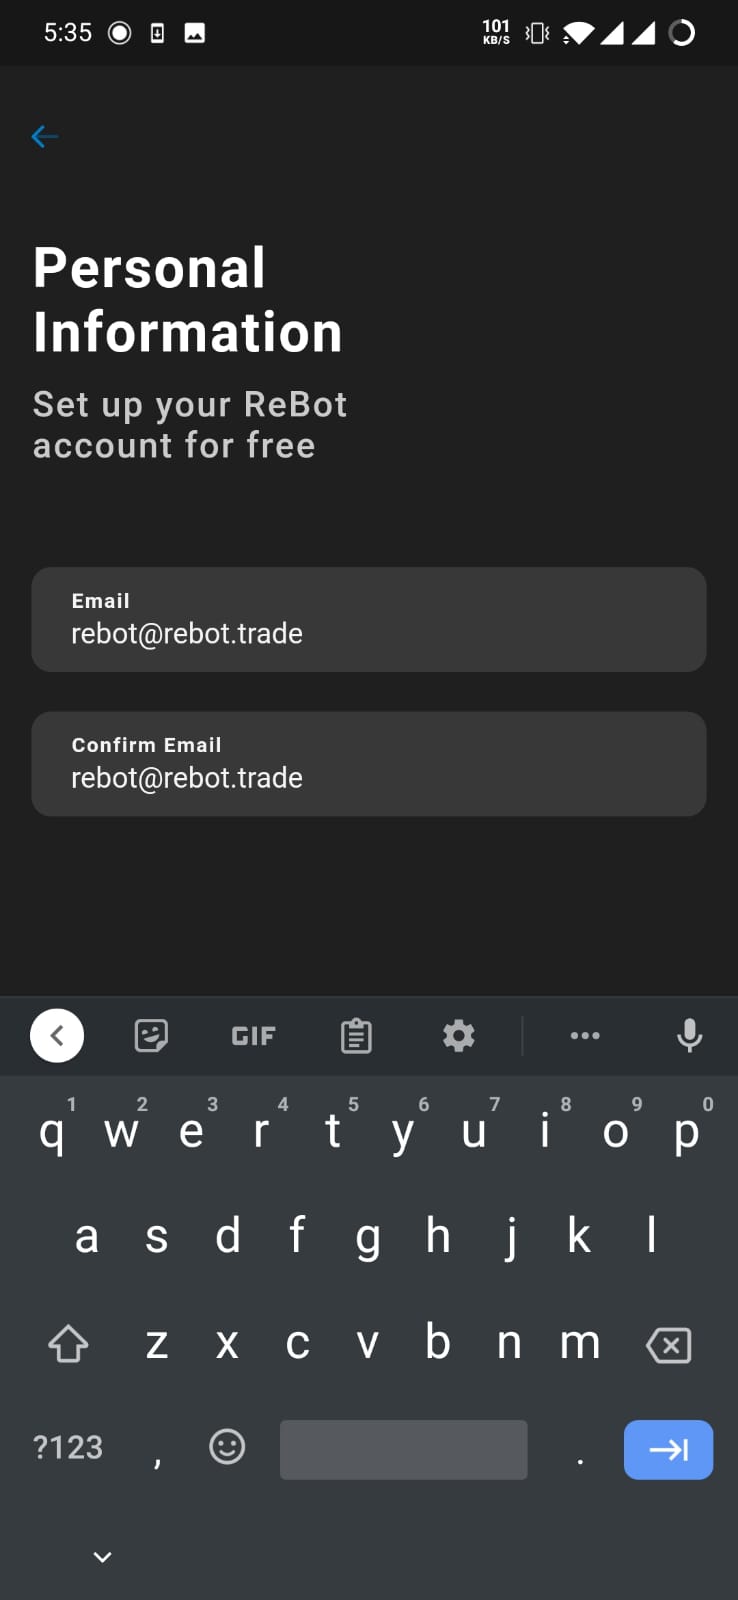 5:35
101
KB/S
Personal
Information
Set up your ReBot
account for free
Email
rebot@rebot.trade
Confirm Email
rebot@rebot.trade
GIF
1 2 3 4 5 6 7 8 9 0
q w e r t y u i o p
a s d f g h j k l
z x c v b n m
?123 , .